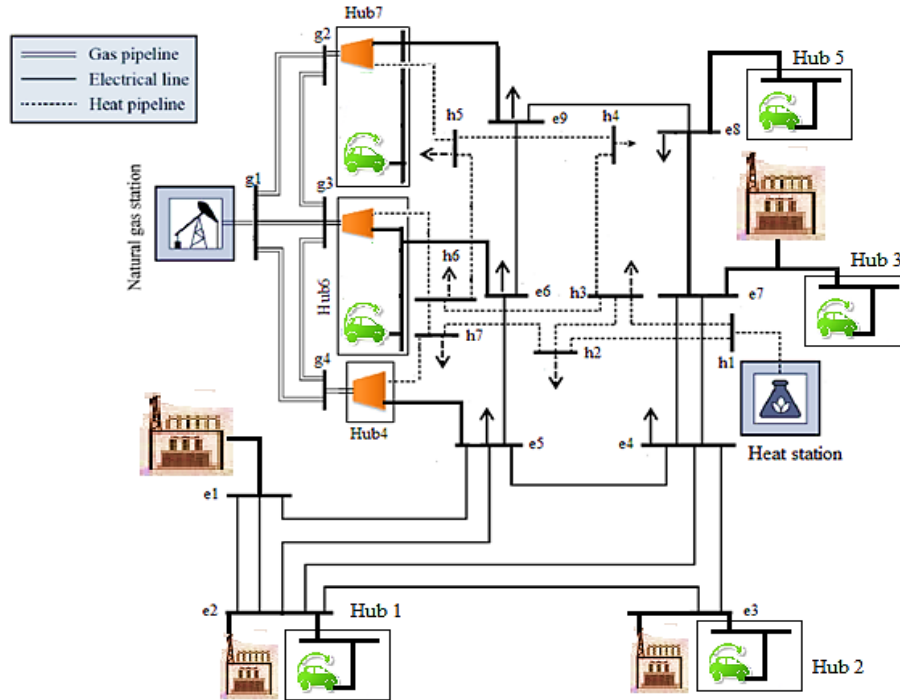 Hub7
g2
Gas pipeline
Electrical line
Heat pipeline
Hub 5
h5
e9
h4
e8
g1
g3
Natural gas station
Hub6
h6
e6
h3
e7
Hub 3
h7
h2
h1
g4
Hub4
e5
e4
Heat station
e1
e2
Hub 1
e3
Hub 2